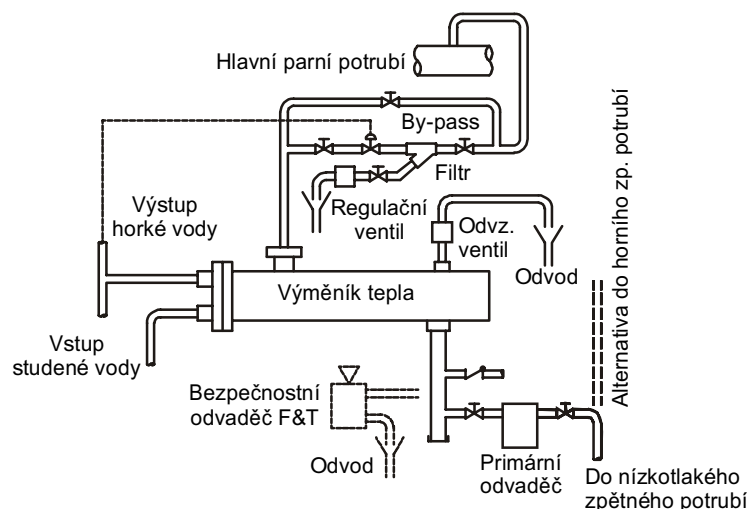 Hlavní parní potrubí
By-pass
Filtr
Regulační
ventil
Výstup
horké vody
Odvz.
ventil
Odvod
Výměník tepla
Vstup
studené vody
Alternativa do horního zp. potrubí
Bezpečnostní
odvaděč F&T
Odvod
Primární
odvaděč
Do nízkotlakého
zpětného potrubí